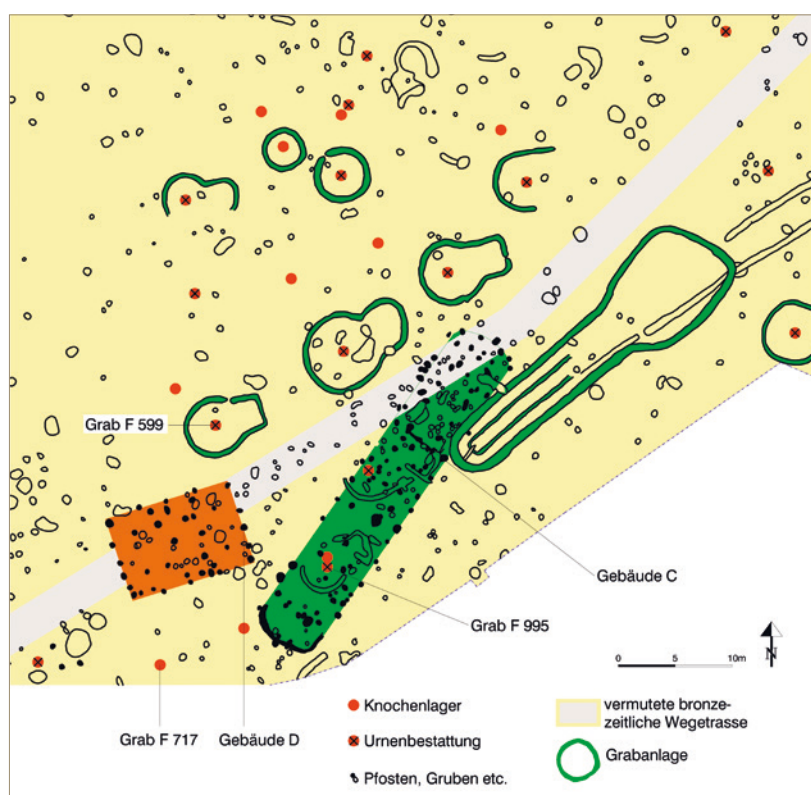 Grab F 599
Gebäude C
Grab F 995
0 5 10m
N
Grab F 717
Gebäude D
Knochenlager
Urnenbestattung
Pfosten, Gruben etc.
vermutete bronze-
zeitliche Wegetrasse
Grabanlage